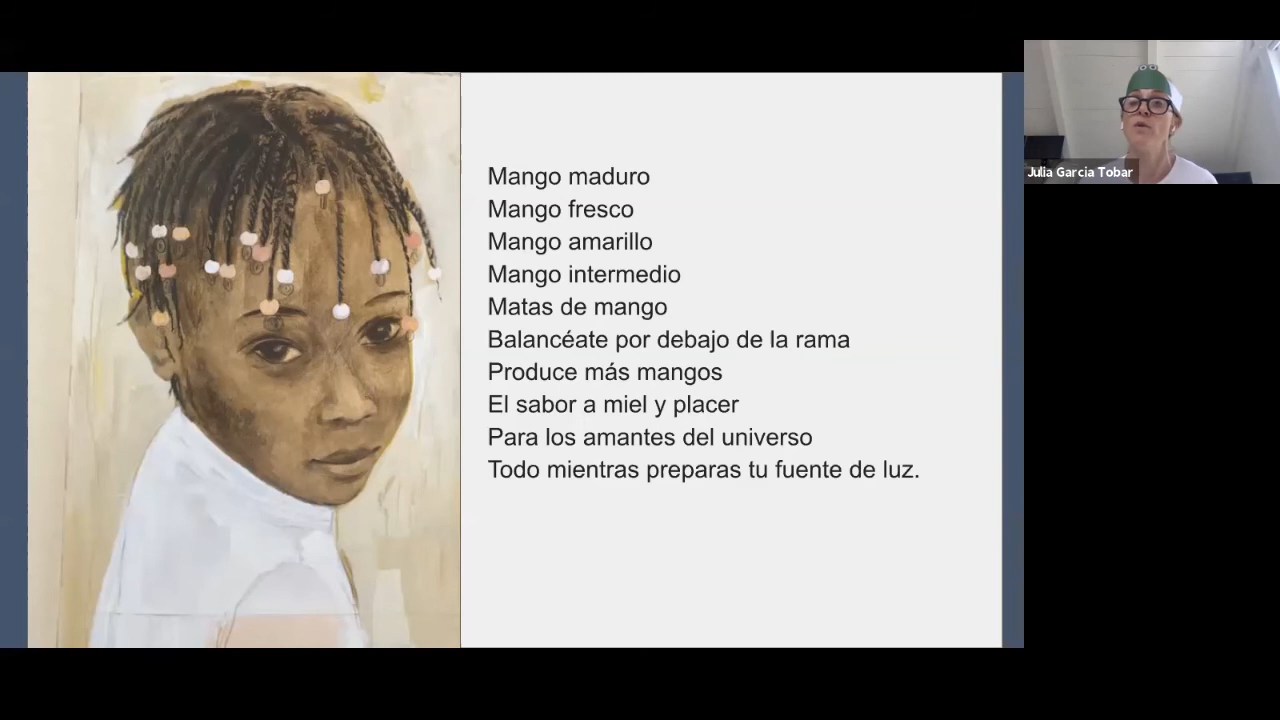 Mango maduro
Mango fresco
Mango amarillo
Mango intermedio
Matas de mango
Balancéate por debajo de la rama
Produce más mangos
El sabor a miel y placer
Para los amantes del universo
Todo mientras preparas tu fuente de luz.
Julia Garcia Tobar